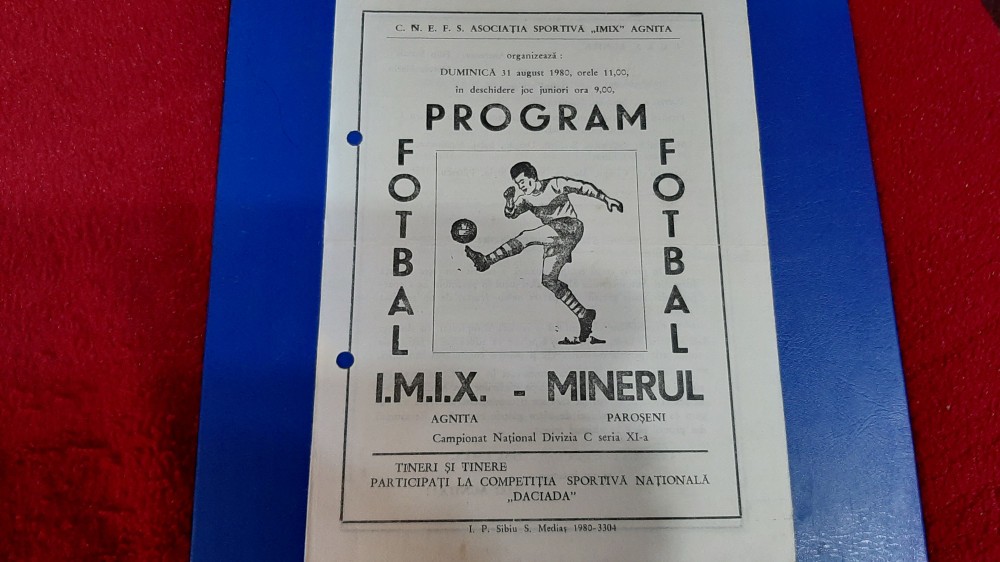 C. N. E. F. S. ASOCIAȚIA SPORTIVĂ „IMIX" AGNITA
organizează :
DUMINICĂ 31 august 1980, orele 11,00,
în deschidere joc juniori ora 9,00.
PROGRAM
FOTBAL
FOTBAL
I.M.I.X. - MINERUL
AGNITA PAROȘENI
Campionat Național Divizia C seria XI-a
TINERI ȘI TINERE
PARTICIPAȚI LA COMPETIȚIA SPORTIVĂ NAȚIONALĂ
„DACIADA"
I. P. Sibiu S. Mediaș 1980-3304